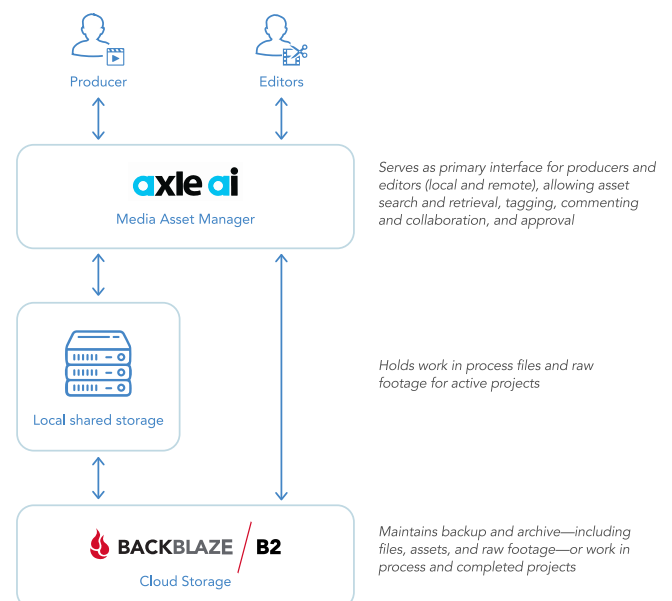 Producer
Editors
axle ai
Media Asset Manager
Serves as primary interface for producers and
editors (local and remote), allowing asset
search and retrieval, tagging, commenting
and collaboration, and approval
Local shared storage
Holds work in process files and raw
footage for active projects
BACKBLAZE / B2
Cloud Storage
Maintains backup and archive—including
files, assets, and raw footage—or work in
process and completed projects